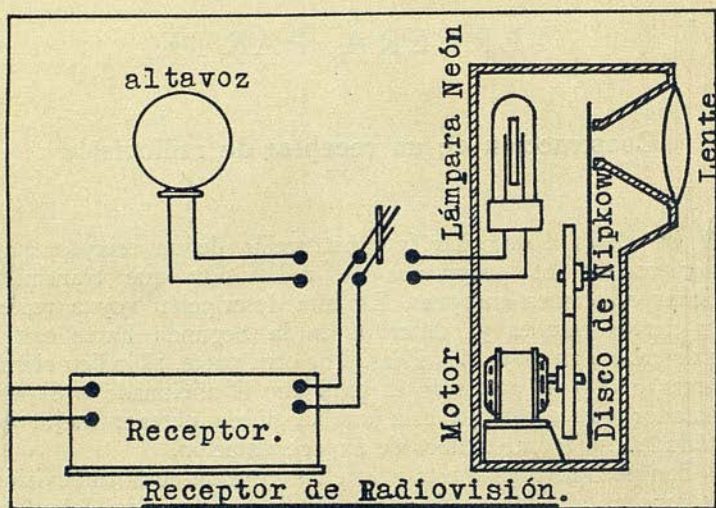 altavoz
Lámpara Neón
Lente
Disco de Nipkow
Motor
Receptor.
Receptor de Radiovisión.